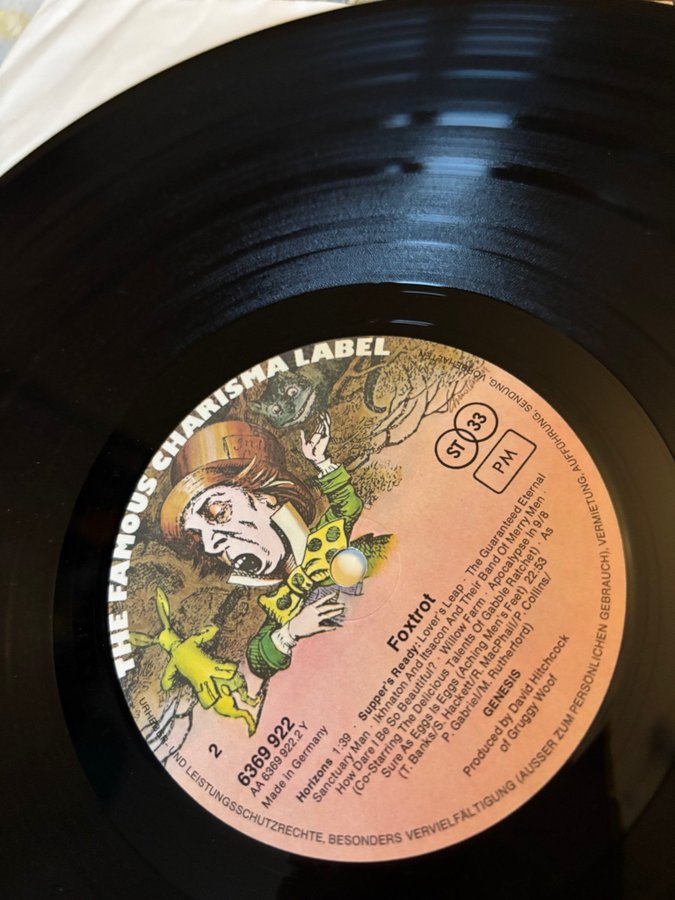 THE FAMOUS CHARISMA LABEL
ST 33
PM
Foxtrot
2
6369 922
AA 6369 922.2 Y
Made in Germany
Horizons 1:39
Supper's Ready: Lover's Leap · The Guaranteed Eternal
Sanctuary Man · Ikhnaton And Itsacon And Their Band Of Merry Men ·
How Dare I Be So Beautiful? · Willow Farm · Apocalypse in 9/8
(Co-Starring The Delicious Talents Of Gabble Ratchet) · As
Sure As Eggs Is Eggs (Aching Men's Feet) 22:53
(T. Banks/S. Hackett/R. MacPhail/P. Collins/
P. Gabriel/M. Rutherford)
GENESIS
Produced by David Hitchcock
of Gruggy Woof
URHEBER- UND LEISTUNGSSCHUTZRECHTE, BESONDERS VERVIELFÄLTIGUNG (AUSSER ZUM PERSÖNLICHEN GEBRAUCH), VERMIETUNG, AUFFÜHRUNG, SENDUNG, VORBEHALTEN